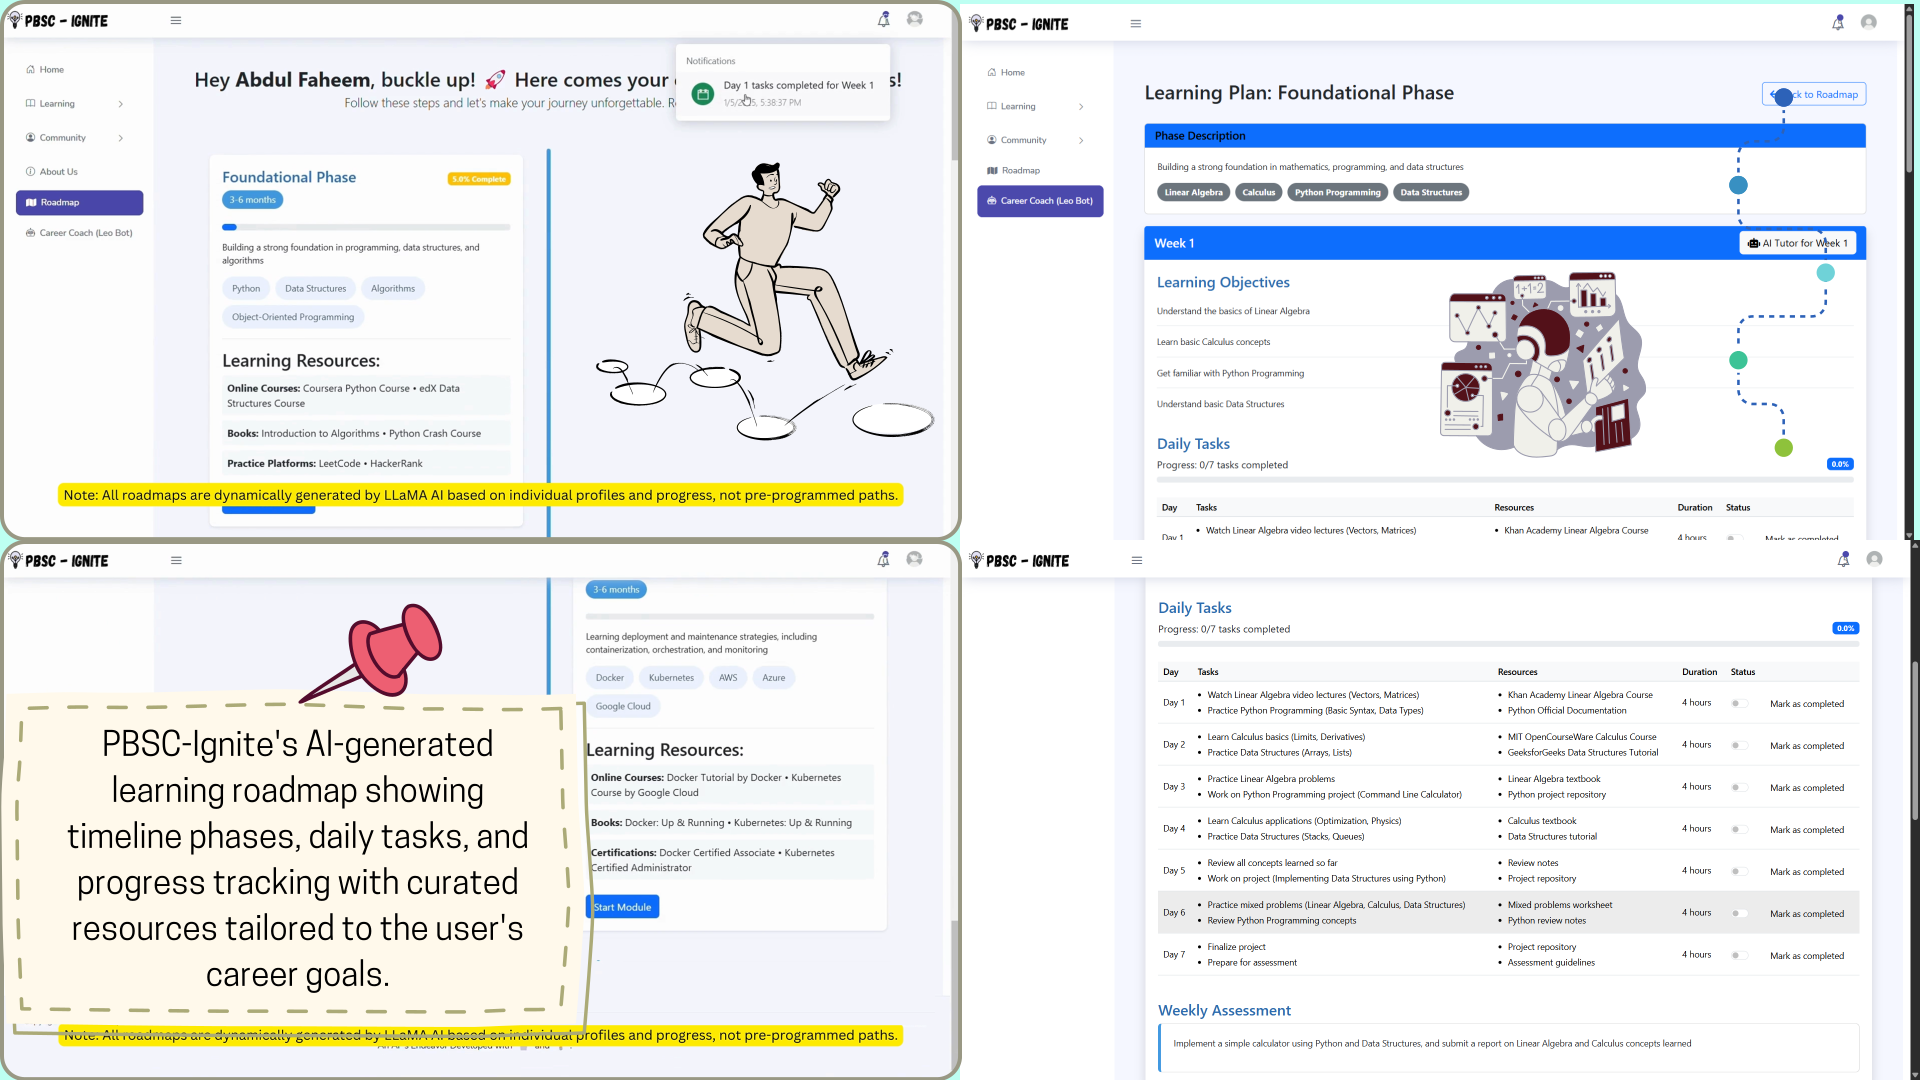 PBSC - IGNITE
Home
Learning
Community
About Us
Roadmap
Career Coach (Leo Bot)
Hey Abdul Faheem, buckle up! 🚀 Here comes your
s!
Follow these steps and let's make your journey unforgettable.
Notifications
Day 1 tasks completed for Week 1
5:38:37 PM
Foundational Phase
5.0% Complete
3-6 months
Building a strong foundation in programming, data structures, and
algorithms
Python
Data Structures
Algorithms
Object-Oriented Programming
Learning Resources:
Online Courses: Coursera Python Course • edX Data
Structures Course
Books: Introduction to Algorithms • Python Crash Course
Practice Platforms: LeetCode • HackerRank
Note: All roadmaps are dynamically generated by LLaMA AI based on individual profiles and progress, not pre-programmed paths.
PBSC - IGNITE
Home
Learning
Community
Roadmap
Career Coach (Leo Bot)
Learning Plan: Foundational Phase
to Roadmap
Phase Description
Building a strong foundation in mathematics, programming, and data structures
Linear Algebra
Calculus
Python Programming
Data Structures
Week 1
AI Tutor for Week 1
Learning Objectives
Understand the basics of Linear Algebra
Learn basic Calculus concepts
Get familiar with Python Programming
Understand basic Data Structures
1+1=2
Daily Tasks
Progress: 0/7 tasks completed
0.0%
Day Tasks Resources Duration Status
Day 1 • Watch Linear Algebra video lectures (Vectors, Matrices) • Khan Academy Linear Algebra Course 4 hours Mark as completed
PBSC - IGNITE
3-6 months
Learning deployment and maintenance strategies, including
containerization, orchestration, and monitoring
Docker
Kubernetes
AWS
Azure
Google Cloud
Learning Resources:
Online Courses: Docker Tutorial by Docker • Kubernetes
Course by Google Cloud
Books: Docker: Up & Running • Kubernetes: Up & Running
Certifications: Docker Certified Associate • Kubernetes
Certified Administrator
Start Module
PBSC-Ignite's AI-generated
learning roadmap showing
timeline phases, daily tasks, and
progress tracking with curated
resources tailored to the user's
career goals.
Note: All roadmaps are dynamically generated by LLaMA AI based on individual profiles and progress, not pre-programmed paths.
PBSC - IGNITE
Daily Tasks
Progress: 0/7 tasks completed
0.0%
Day Tasks Resources Duration Status
Day 1 • Watch Linear Algebra video lectures (Vectors, Matrices) • Khan Academy Linear Algebra Course 4 hours Mark as completed
• Practice Python Programming (Basic Syntax, Data Types) • Python Official Documentation
Day 2 • Learn Calculus basics (Limits, Derivatives) • MIT OpenCourseWare Calculus Course 4 hours Mark as completed
• Practice Data Structures (Arrays, Lists) • GeeksforGeeks Data Structures Tutorial
Day 3 • Practice Linear Algebra problems • Linear Algebra textbook 4 hours Mark as completed
• Work on Python Programming project (Command Line Calculator) • Python project repository
Day 4 • Learn Calculus applications (Optimization, Physics) • Calculus textbook 4 hours Mark as completed
• Practice Data Structures (Stacks, Queues) • Data Structures tutorial
Day 5 • Review all concepts learned so far • Review notes 4 hours Mark as completed
• Work on project (Implementing Data Structures using Python) • Project repository
Day 6 • Practice mixed problems (Linear Algebra, Calculus, Data Structures) • Mixed problems worksheet 4 hours Mark as completed
• Review Python Programming concepts • Python review notes
Day 7 • Finalize project • Project repository 4 hours Mark as completed
• Prepare for assessment • Assessment guidelines
Weekly Assessment
Implement a simple calculator using Python and Data Structures, and submit a report on Linear Algebra and Calculus concepts learned